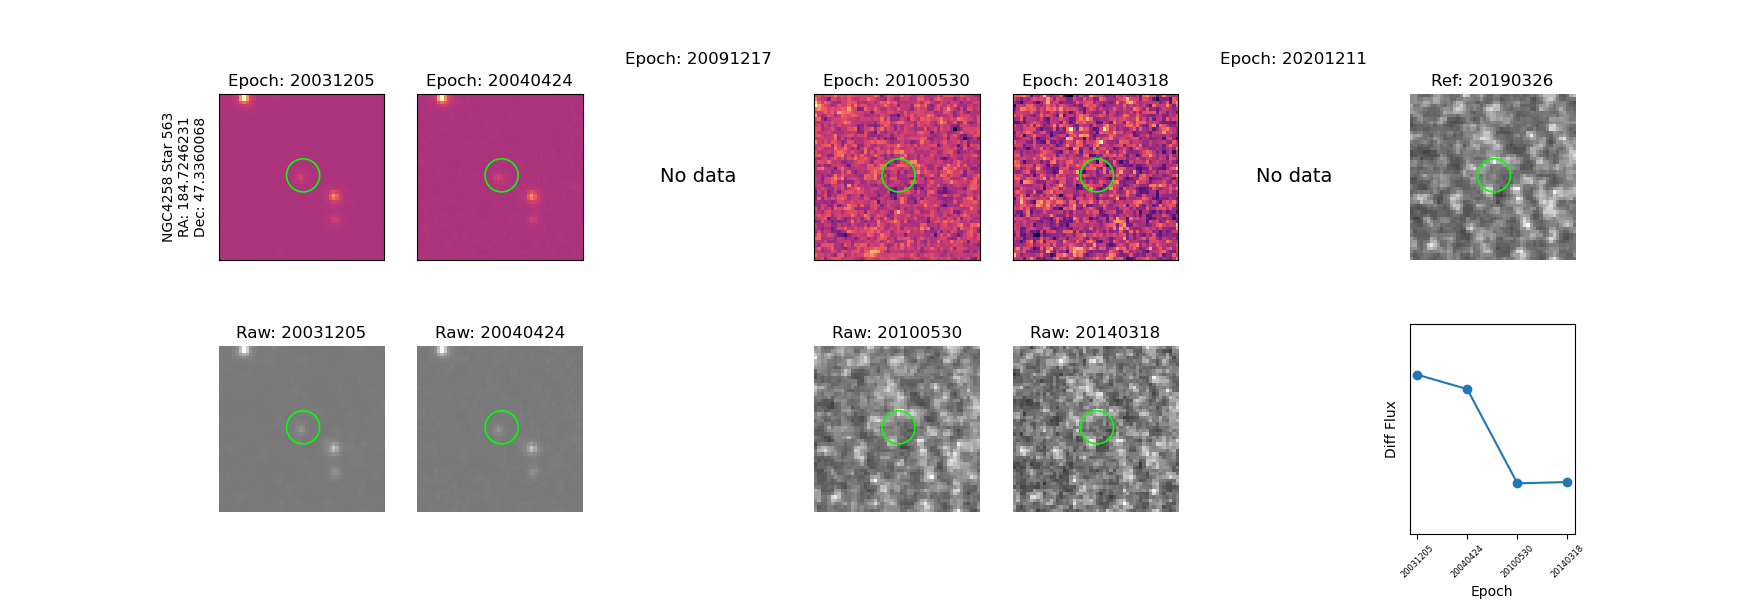 Epoch: 20091217
Epoch: 20201211
Epoch: 20031205
Epoch: 20040424
Epoch: 20100530
Epoch: 20140318
Ref: 20190326
NGC4258 Star 563
RA: 184.7246231
Dec: 47.3360068
No data
No data
Raw: 20031205
Raw: 20040424
Raw: 20100530
Raw: 20140318
Diff Flux
20031205
20040424
20100530
20140318
Epoch